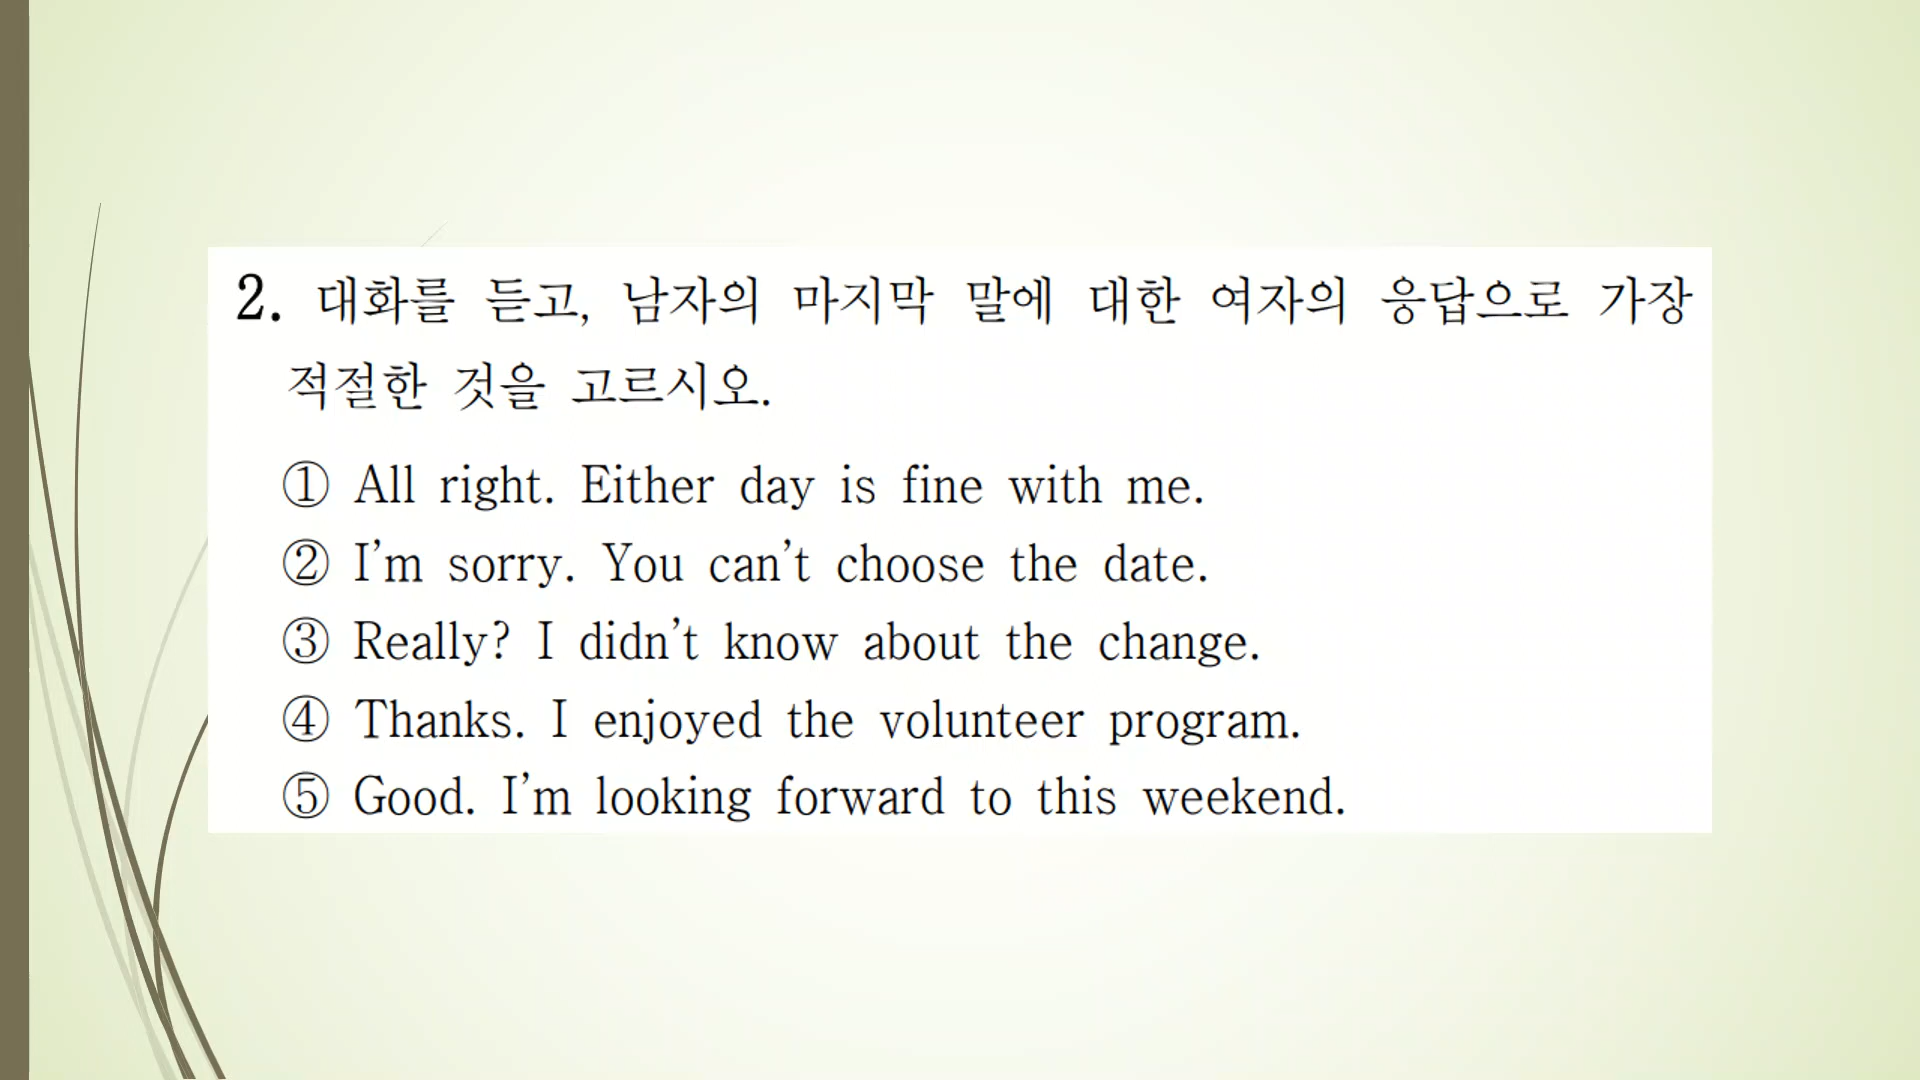 2. 대화를 듣고, 남자의 마지막 말에 대한 여자의 응답으로 가장
적절한 것을 고르시오.
① All right. Either day is fine with me.
② I’m sorry. You can’t choose the date.
③ Really? I didn’t know about the change.
④ Thanks. I enjoyed the volunteer program.
⑤ Good. I’m looking forward to this weekend.